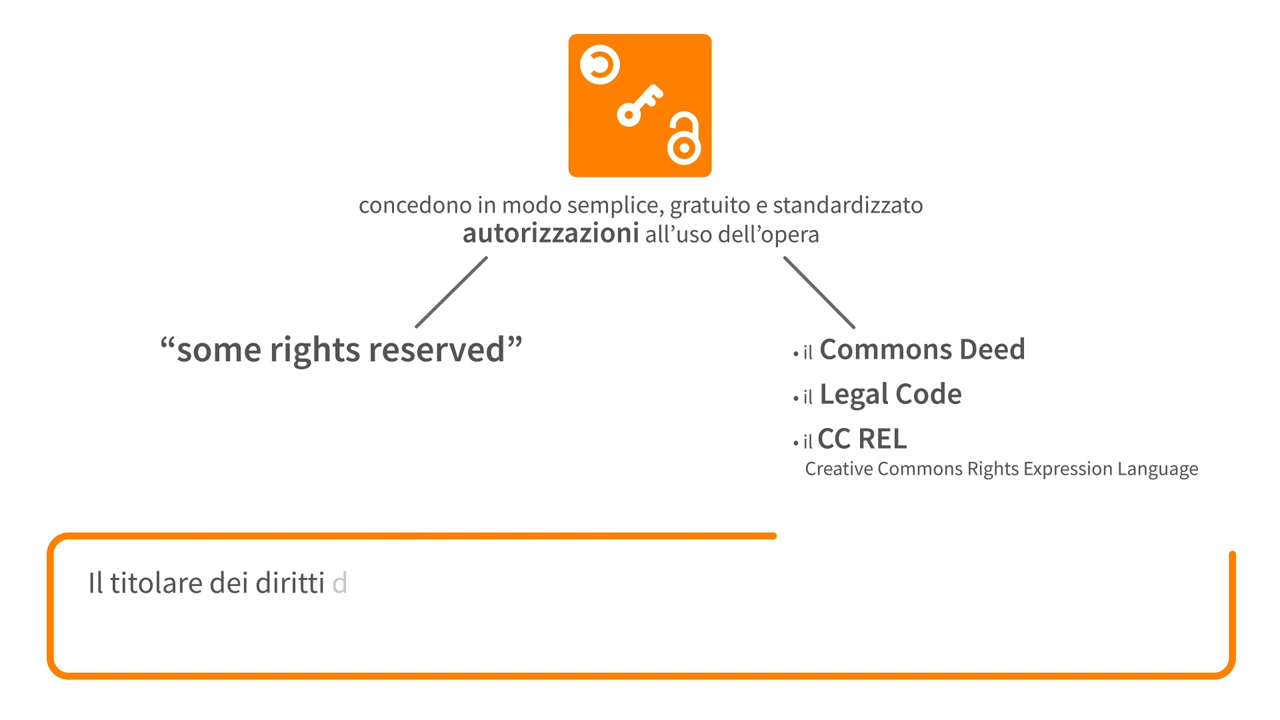 concedono in modo semplice, gratuito e standardizzato
autorizzazioni all’uso dell’opera
“some rights reserved”
• il Commons Deed
• il Legal Code
• il CC REL
Creative Commons Rights Expression Language
Il titolare dei diritti d